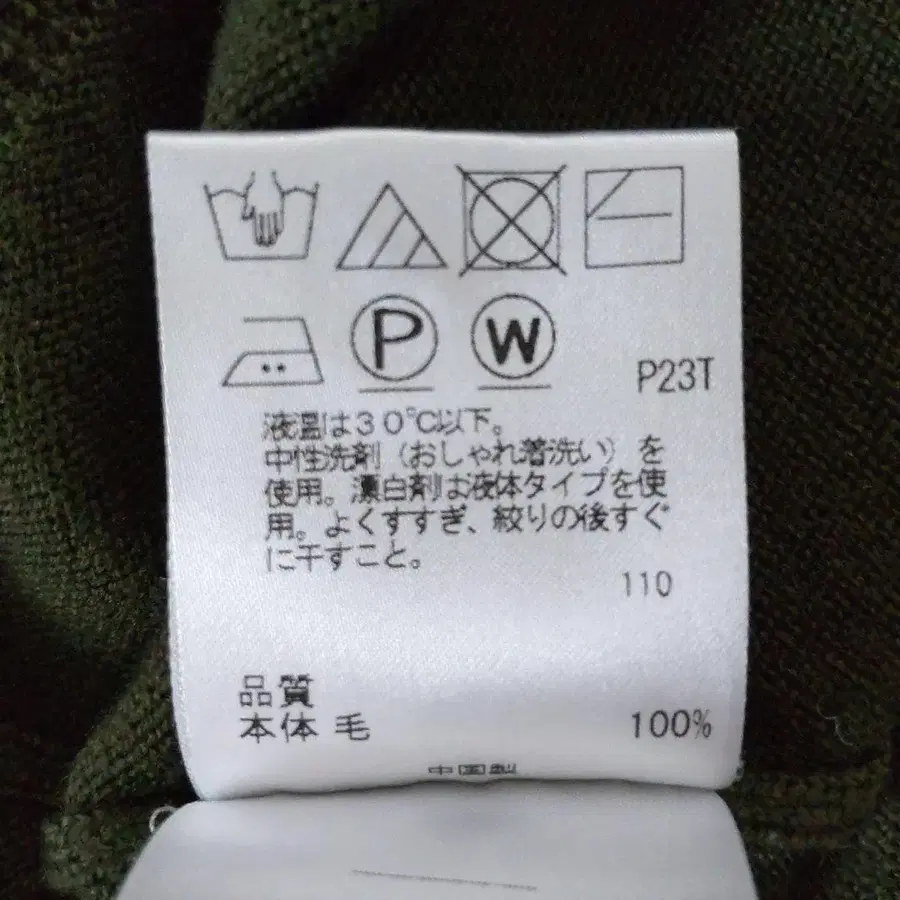 P W P23T
液温は30℃以下。
中性洗剤（おしゃれ着洗い）を
使用。漂白剤は液体タイプを使
用。よくすすぎ、絞りの後すぐ
に干すこと。
110
品質
本体 毛 100%
中国製